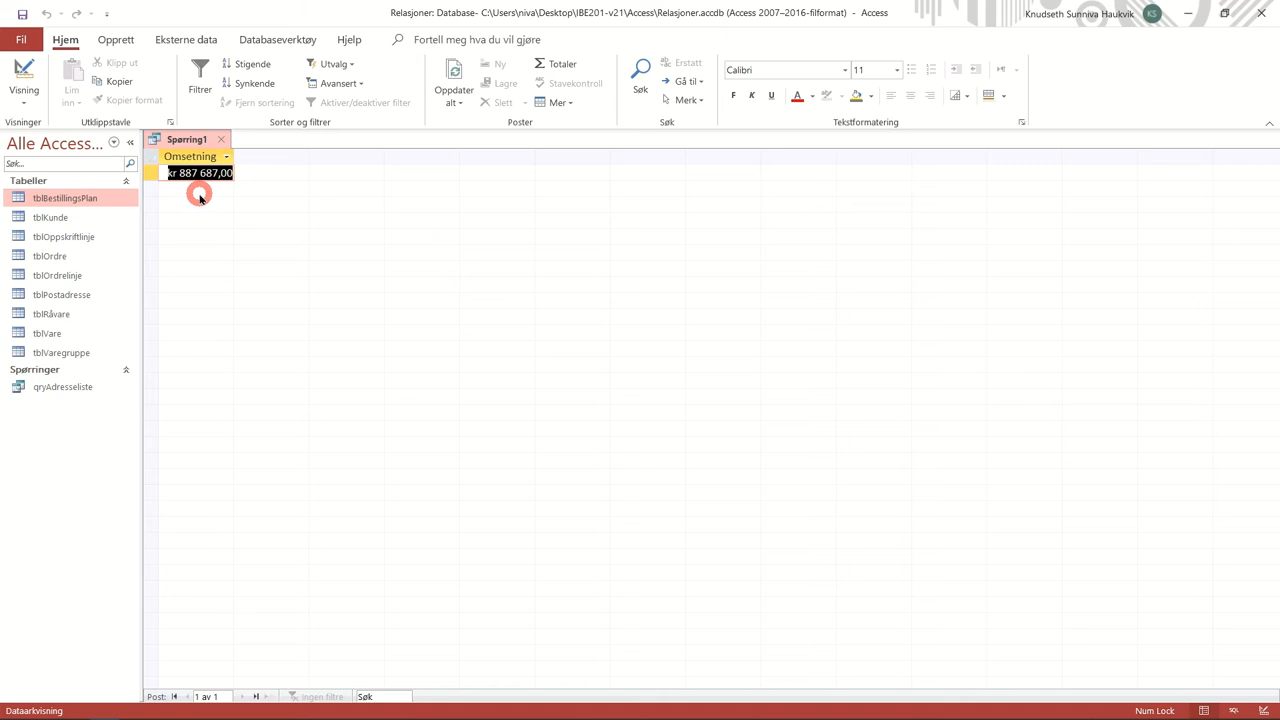 Relasjoner: Database- C:\Users\niva\Desktop\IBE201-v21\Access\Relasjoner.accdb (Access 2007–2016-filformat) - Access
Knudseth Sunniva Haukvik KS
Fil Hjem Opprett Eksterne data Databaseverktøy Hjelp Fortell meg hva du vil gjøre
Visning
Visninger
Lim inn
Klipp ut
Kopier
Kopier format
Utklippstavle
Filtrer
Stigende
Synkende
Fjern sortering
Utvalg
Avansert
Aktiver/deaktiver filter
Sorter og filtrer
Oppdater alt
Ny
Lagre
Slett
Totaler
Stavekontroll
Mer
Poster
Søk
Erstatt
Gå til
Merk
Søk
Calibri 11
F K U A
Tekstformatering
Alle Access...
Søk...
Tabeller
tblBestillingsPlan
tblKunde
tblOppskriftlinje
tblOrdre
tblOrdrelinje
tblPostadresse
tblRåvare
tblVare
tblVaregruppe
Spørringer
qryAdresseliste
Spørring1
Omsetning
kr 887 687,00
Post: 1 av 1 Ingen filtre Søk
Dataarkvisning Num Lock SQL